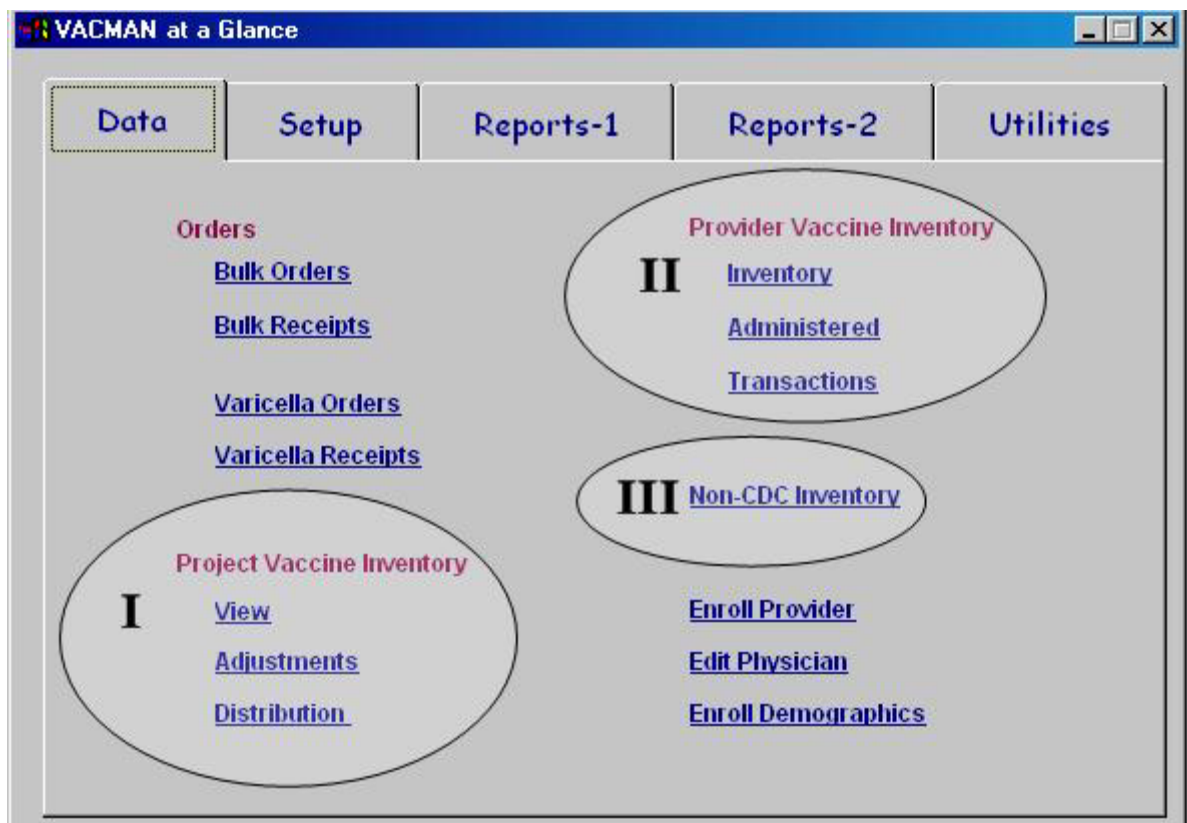 VACMAN at a Glance
Data Setup Reports-1 Reports-2 Utilities
Orders
Bulk Orders
Bulk Receipts
Varicella Orders
Varicella Receipts
I
Project Vaccine Inventory
View
Adjustments
Distribution
II
Provider Vaccine Inventory
Inventory
Administered
Transactions
III Non-CDC Inventory
Enroll Provider
Edit Physician
Enroll Demographics